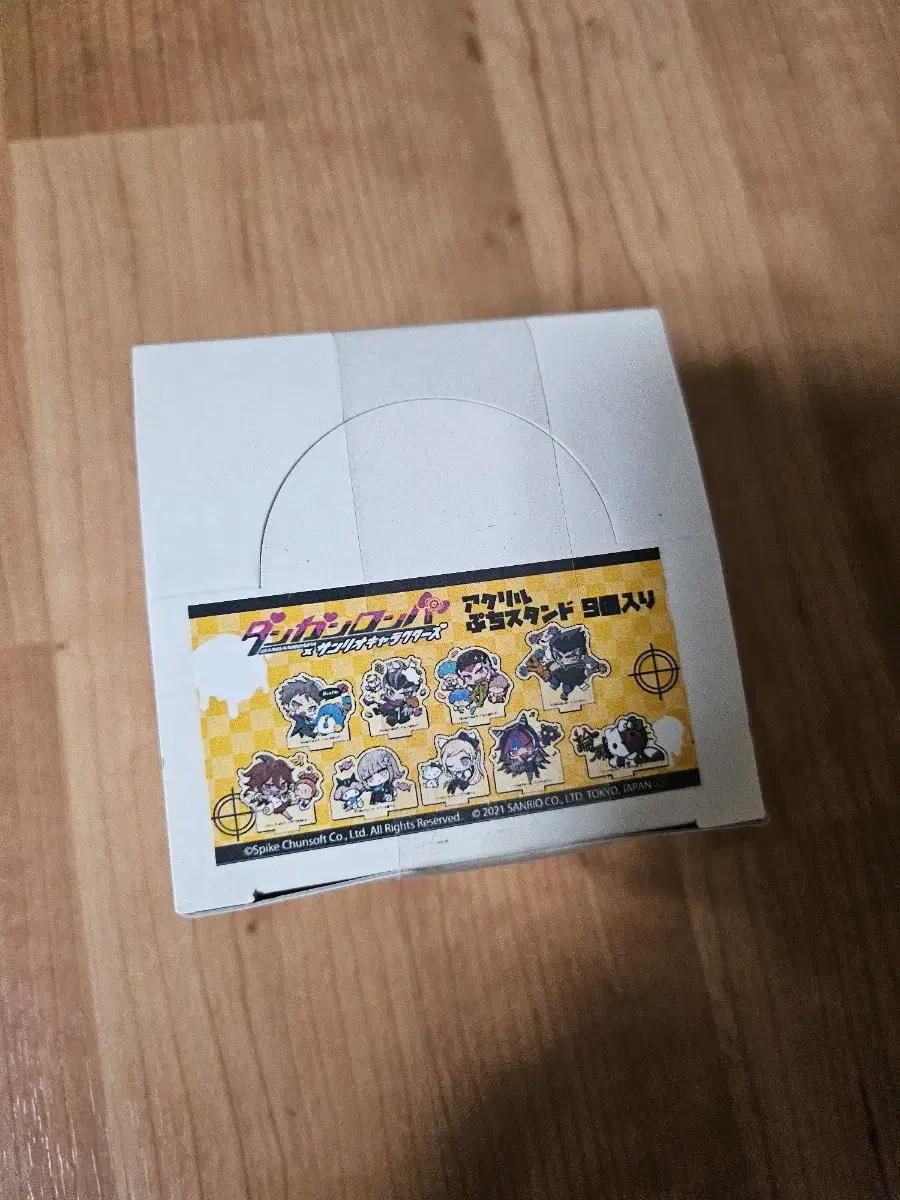 ダンガンロンパ
DANGANRONPA
×サンリオキャラクターズ
アクリル
ぷちスタンド 9個入り
©Spike Chunsoft Co., Ltd. All Rights Reserved. © 2021 SANRIO CO., LTD. TOKYO, JAPAN